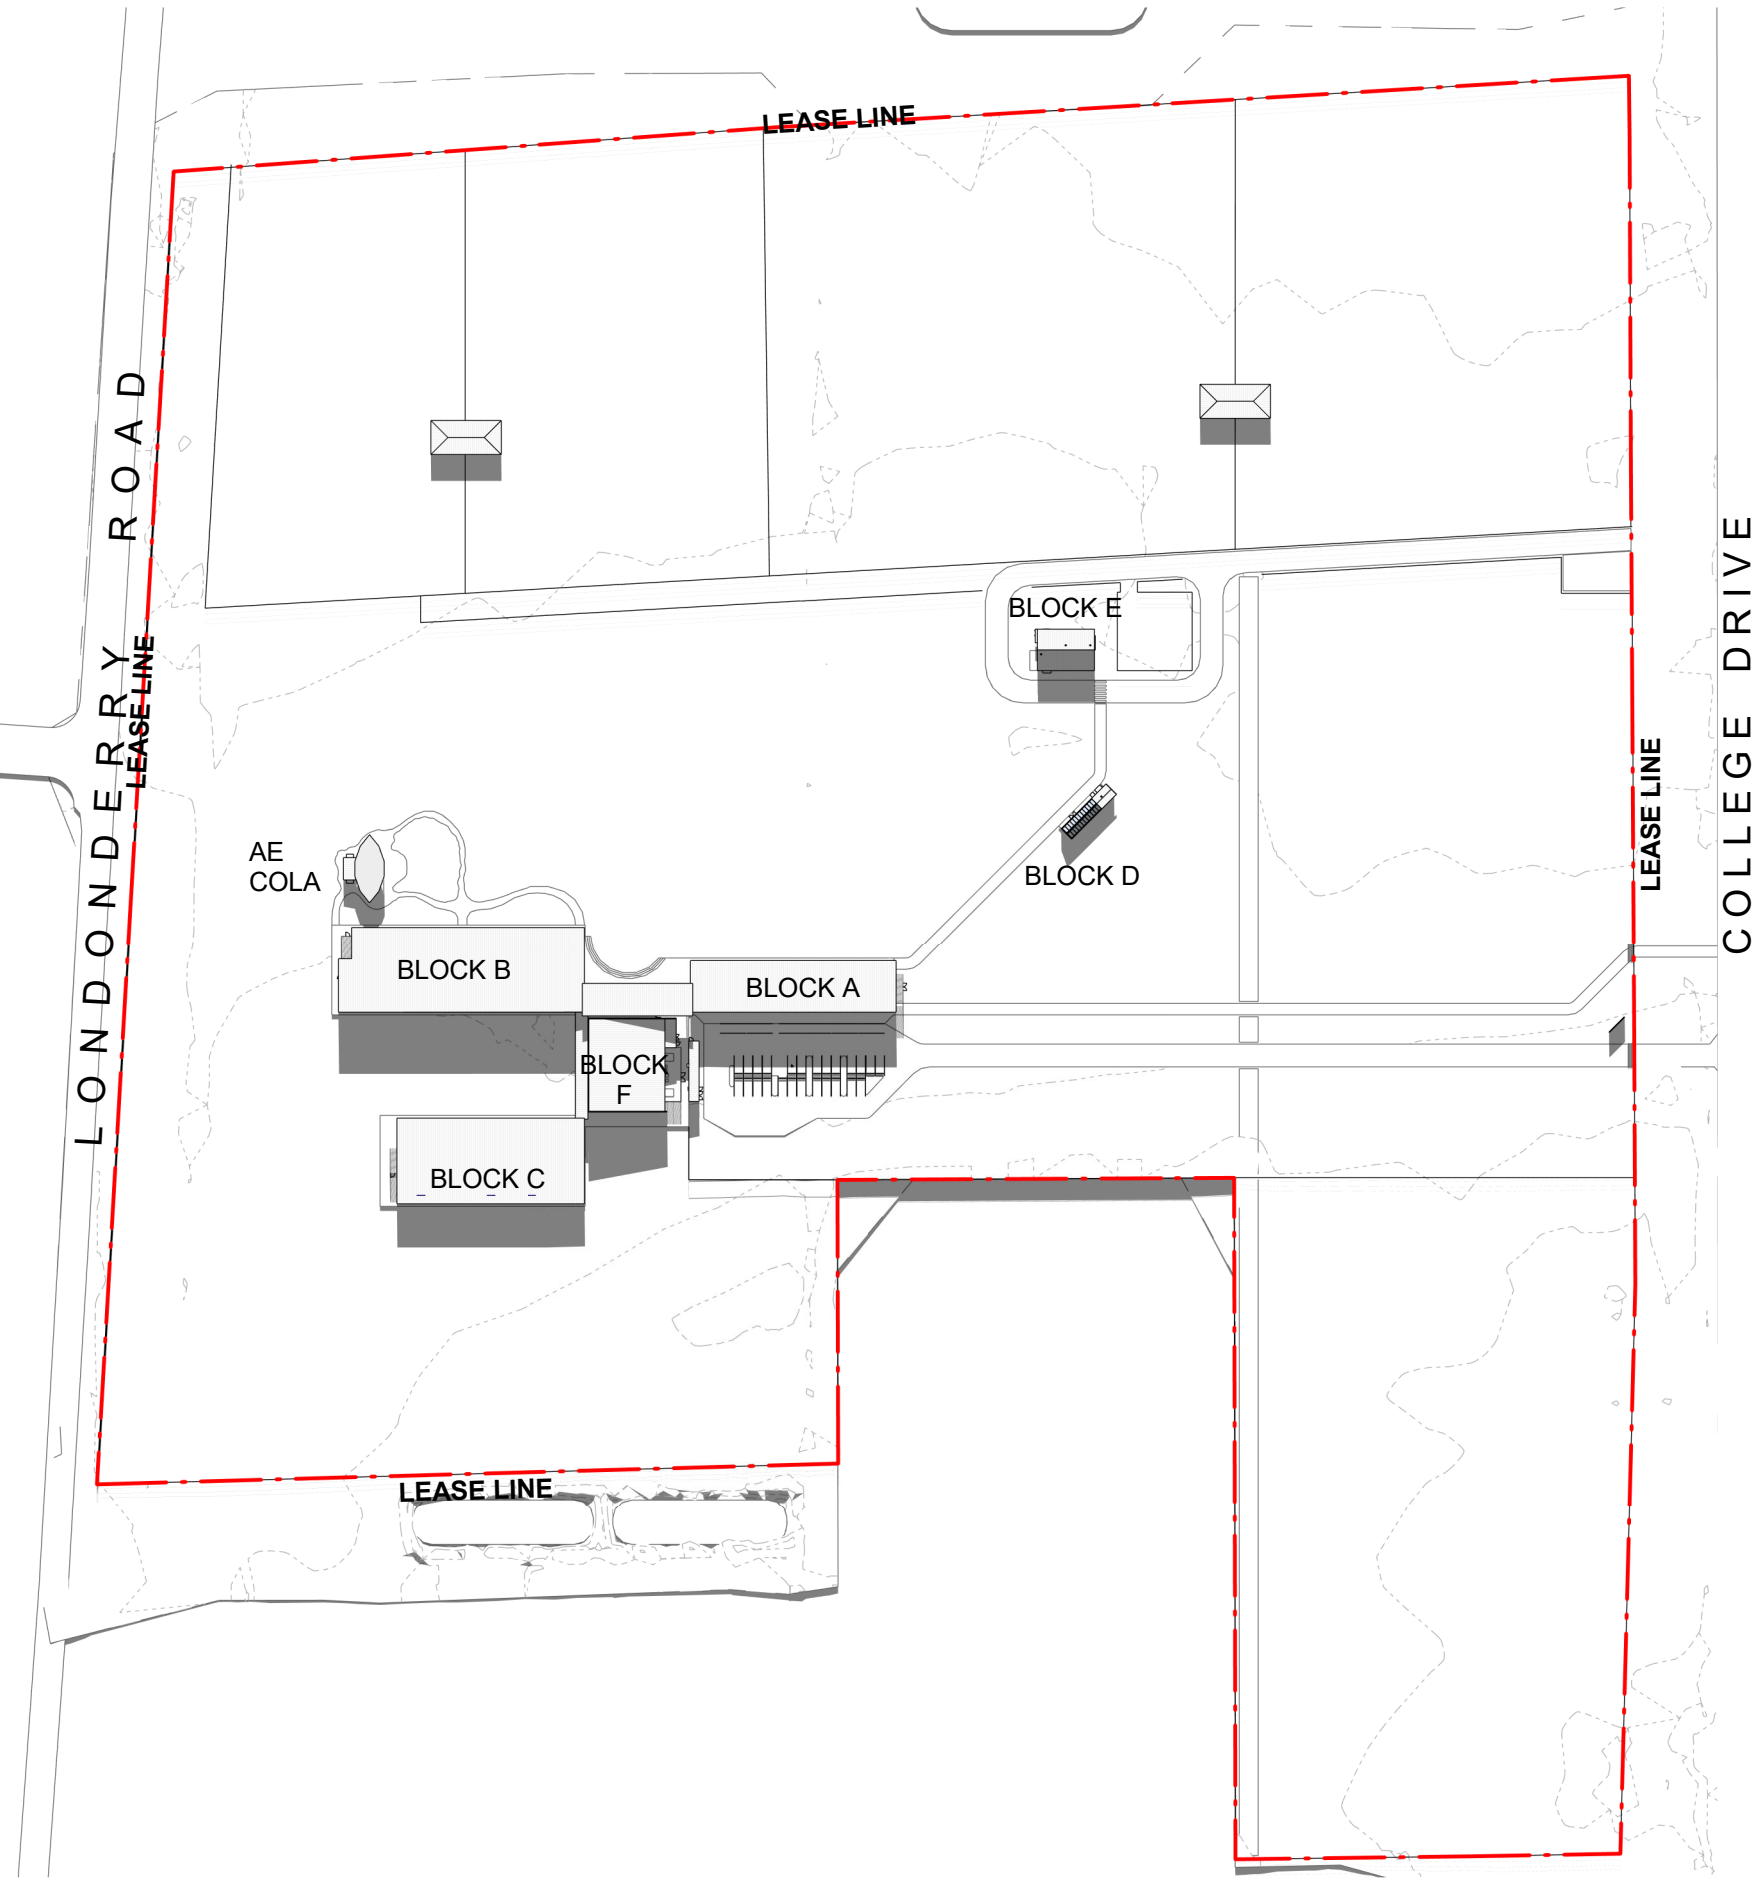 LEASE LINE
LONDONDERRY ROAD
LEASE LINE
COLLEGE DRIVE
LEASE LINE
BLOCK E
BLOCK D
AE
COLA
BLOCK B
BLOCK A
BLOCK
F
BLOCK C
LEASE LINE